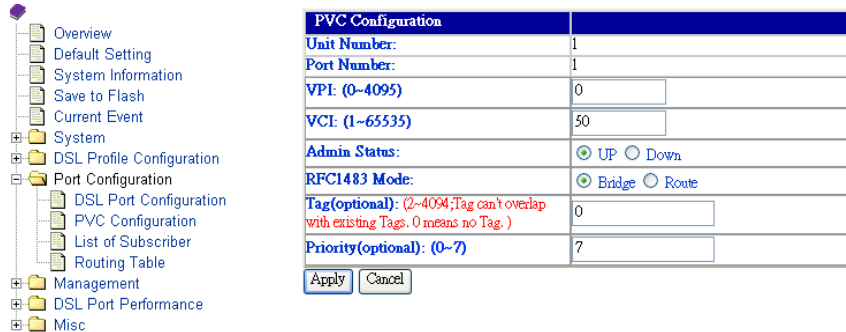 Overview
Default Setting
System Information
Save to Flash
Current Event
System
DSL Profile Configuration
Port Configuration
DSL Port Configuration
PVC Configuration
List of Subscriber
Routing Table
Management
DSL Port Performance
Misc
PVC Configuration
Unit Number: 1
Port Number: 1
VPI: (0~4095) 0
VCI: (1~65535) 50
Admin Status: UP Down
RFC1483 Mode: Bridge Route
Tag(optional): (2~4094;Tag can't overlap
with existing Tags. 0 means no Tag. ) 0
Priority(optional): (0~7) 7
Apply Cancel